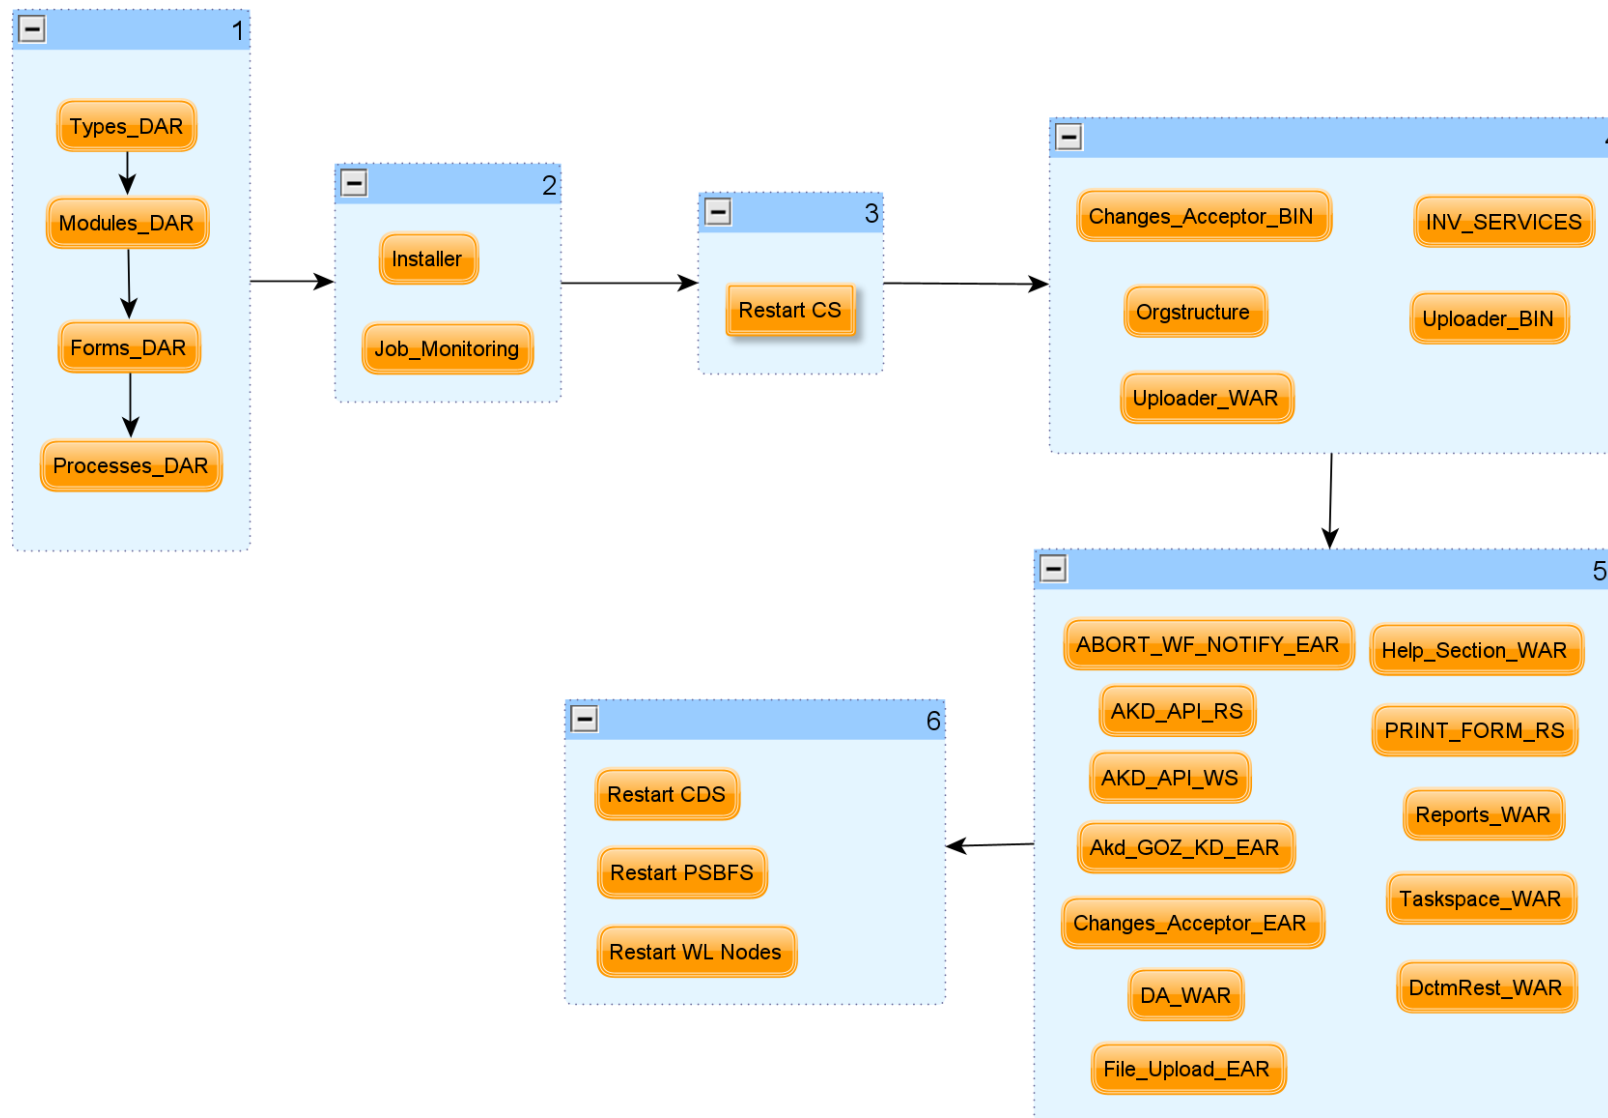 1
Types_DAR
Modules_DAR
Forms_DAR
Processes_DAR
2
Installer
Job_Monitoring
3
Restart CS
4
Changes_Acceptor_BIN
INV_SERVICES
Orgstructure
Uploader_BIN
Uploader_WAR
5
ABORT_WF_NOTIFY_EAR
Help_Section_WAR
AKD_API_RS
PRINT_FORM_RS
AKD_API_WS
Reports_WAR
Akd_GOZ_KD_EAR
Taskspace_WAR
Changes_Acceptor_EAR
DctmRest_WAR
DA_WAR
File_Upload_EAR
6
Restart CDS
Restart PSBFS
Restart WL Nodes